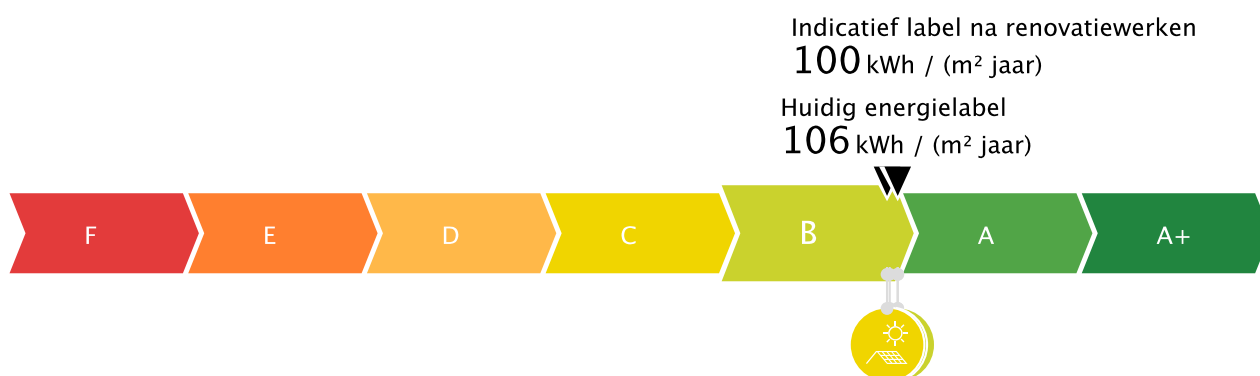 Indicatief label na renovatiewerken
100 kWh / (m² jaar)
Huidig energielabel
106 kWh / (m² jaar)
F E D C B A A+